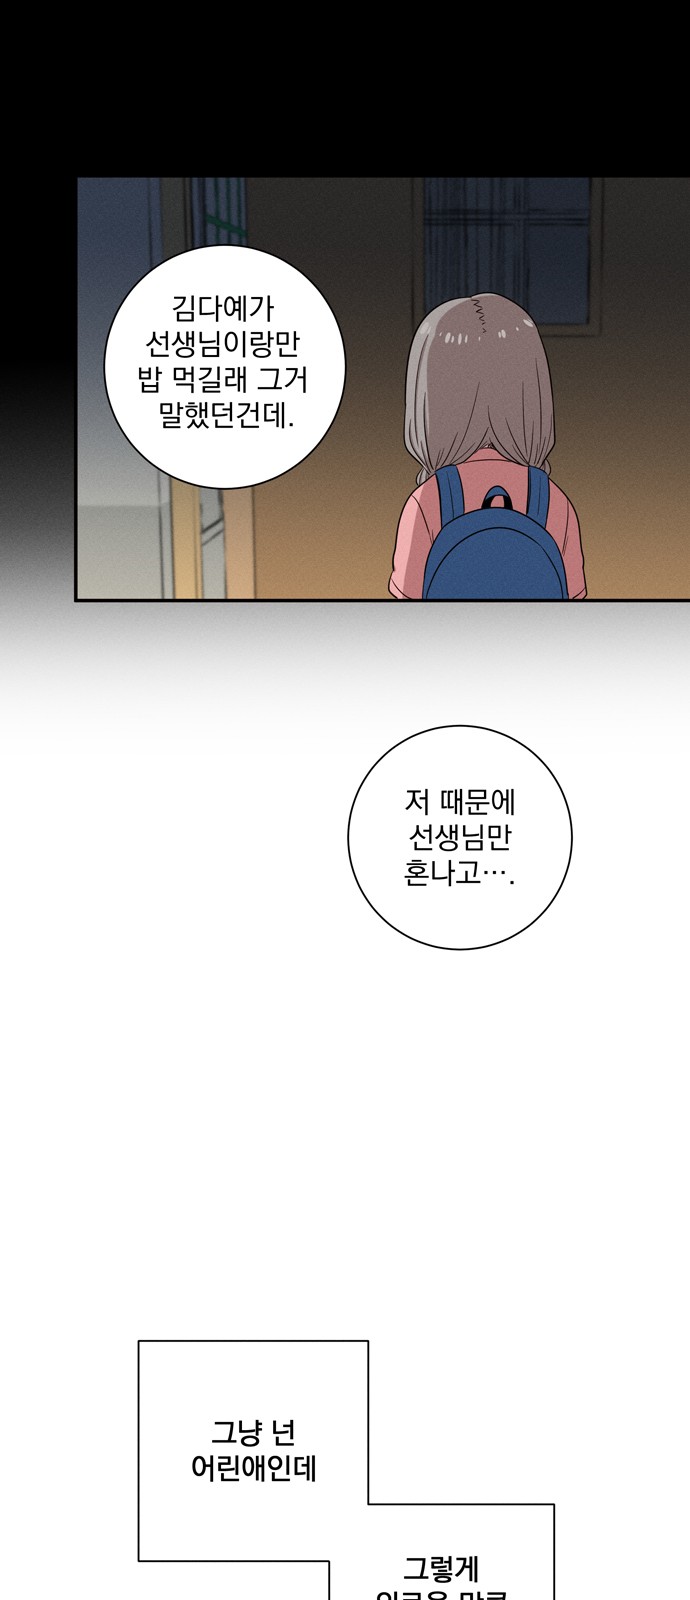 김다예가
선생님이랑만
밥 먹길래 그거
말했던건데.
저 때문에
선생님만
혼나고….
그냥 넌
어린애인데
그렇게